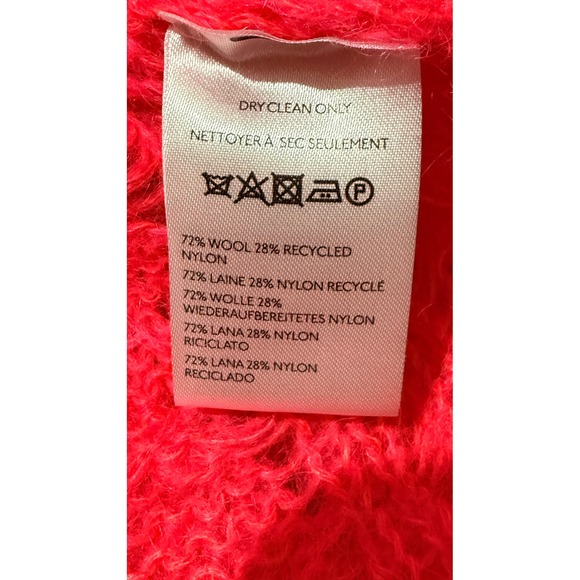 DRY CLEAN ONLY
NETTOYER À SEC SEULEMENT
P
72% WOOL 28% RECYCLED
NYLON
72% LAINE 28% NYLON RECYCLÉ
72% WOLLE 28%
WIEDERAUFBEREITETES NYLON
72% LANA 28% NYLON
RICICLATO
72% LANA 28% NYLON
RECICLADO